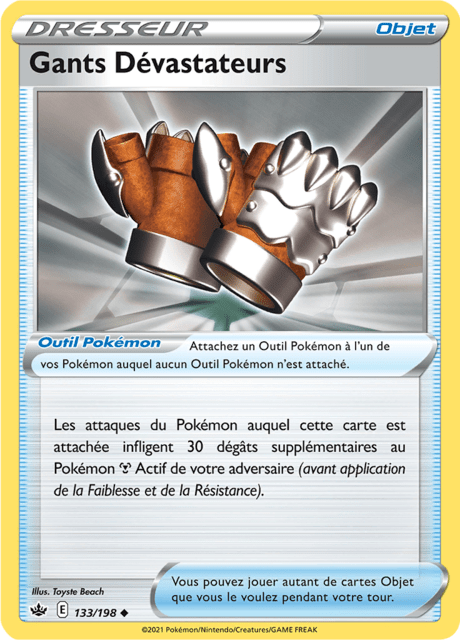 DRESSEUR
Objet
Gants Dévastateurs
Outil Pokémon Attachez un Outil Pokémon à l'un de
vos Pokémon auquel aucun Outil Pokémon n'est attaché.
Les attaques du Pokémon auquel cette carte est
attachée infligent 30 dégâts supplémentaires au
Pokémon Actif de votre adversaire (avant application
de la Faiblesse et de la Résistance).
Illus. Toyste Beach
E 133/198
Vous pouvez jouer autant de cartes Objet
que vous le voulez pendant votre tour.
©2021 Pokémon/Nintendo/Creatures/GAME FREAK